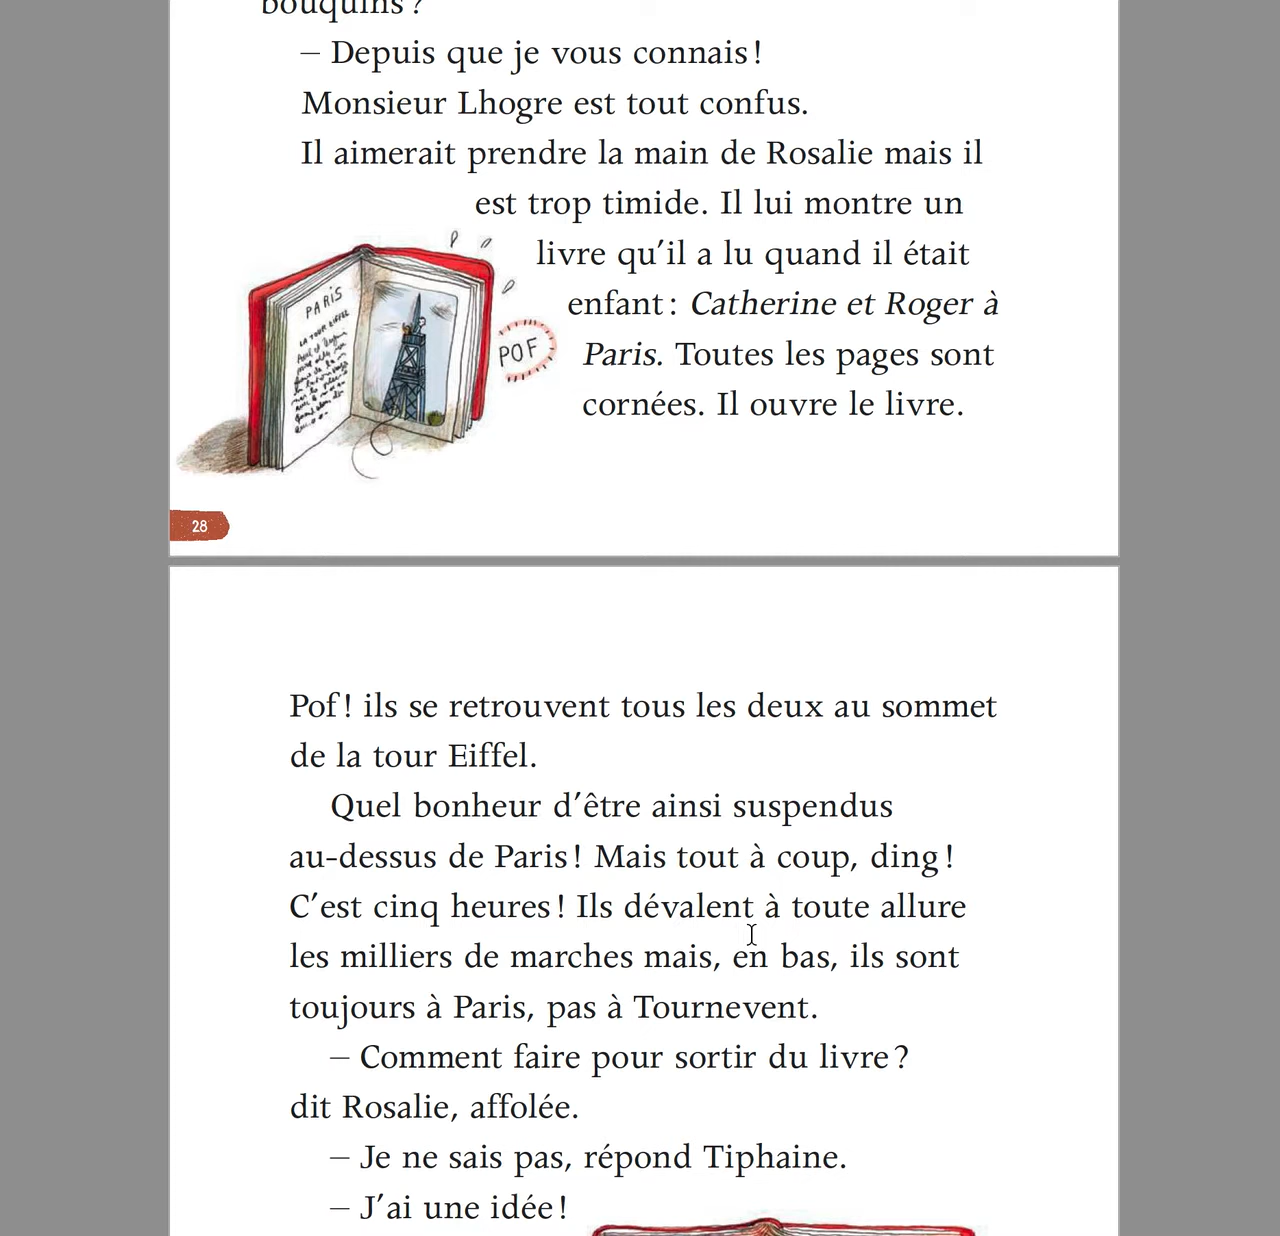 bouquins ?
– Depuis que je vous connais !
Monsieur Lhogre est tout confus.
Il aimerait prendre la main de Rosalie mais il
est trop timide. Il lui montre un
livre qu’il a lu quand il était
enfant : Catherine et Roger à
Paris. Toutes les pages sont
cornées. Il ouvre le livre.
PARIS
LA TOUR EIFFEL
POF
28
Pof ! ils se retrouvent tous les deux au sommet
de la tour Eiffel.
Quel bonheur d’être ainsi suspendus
au-dessus de Paris ! Mais tout à coup, ding !
C’est cinq heures ! Ils dévalent à toute allure
les milliers de marches mais, en bas, ils sont
toujours à Paris, pas à Tournevent.
– Comment faire pour sortir du livre ?
dit Rosalie, affolée.
– Je ne sais pas, répond Tiphaine.
– J’ai une idée !